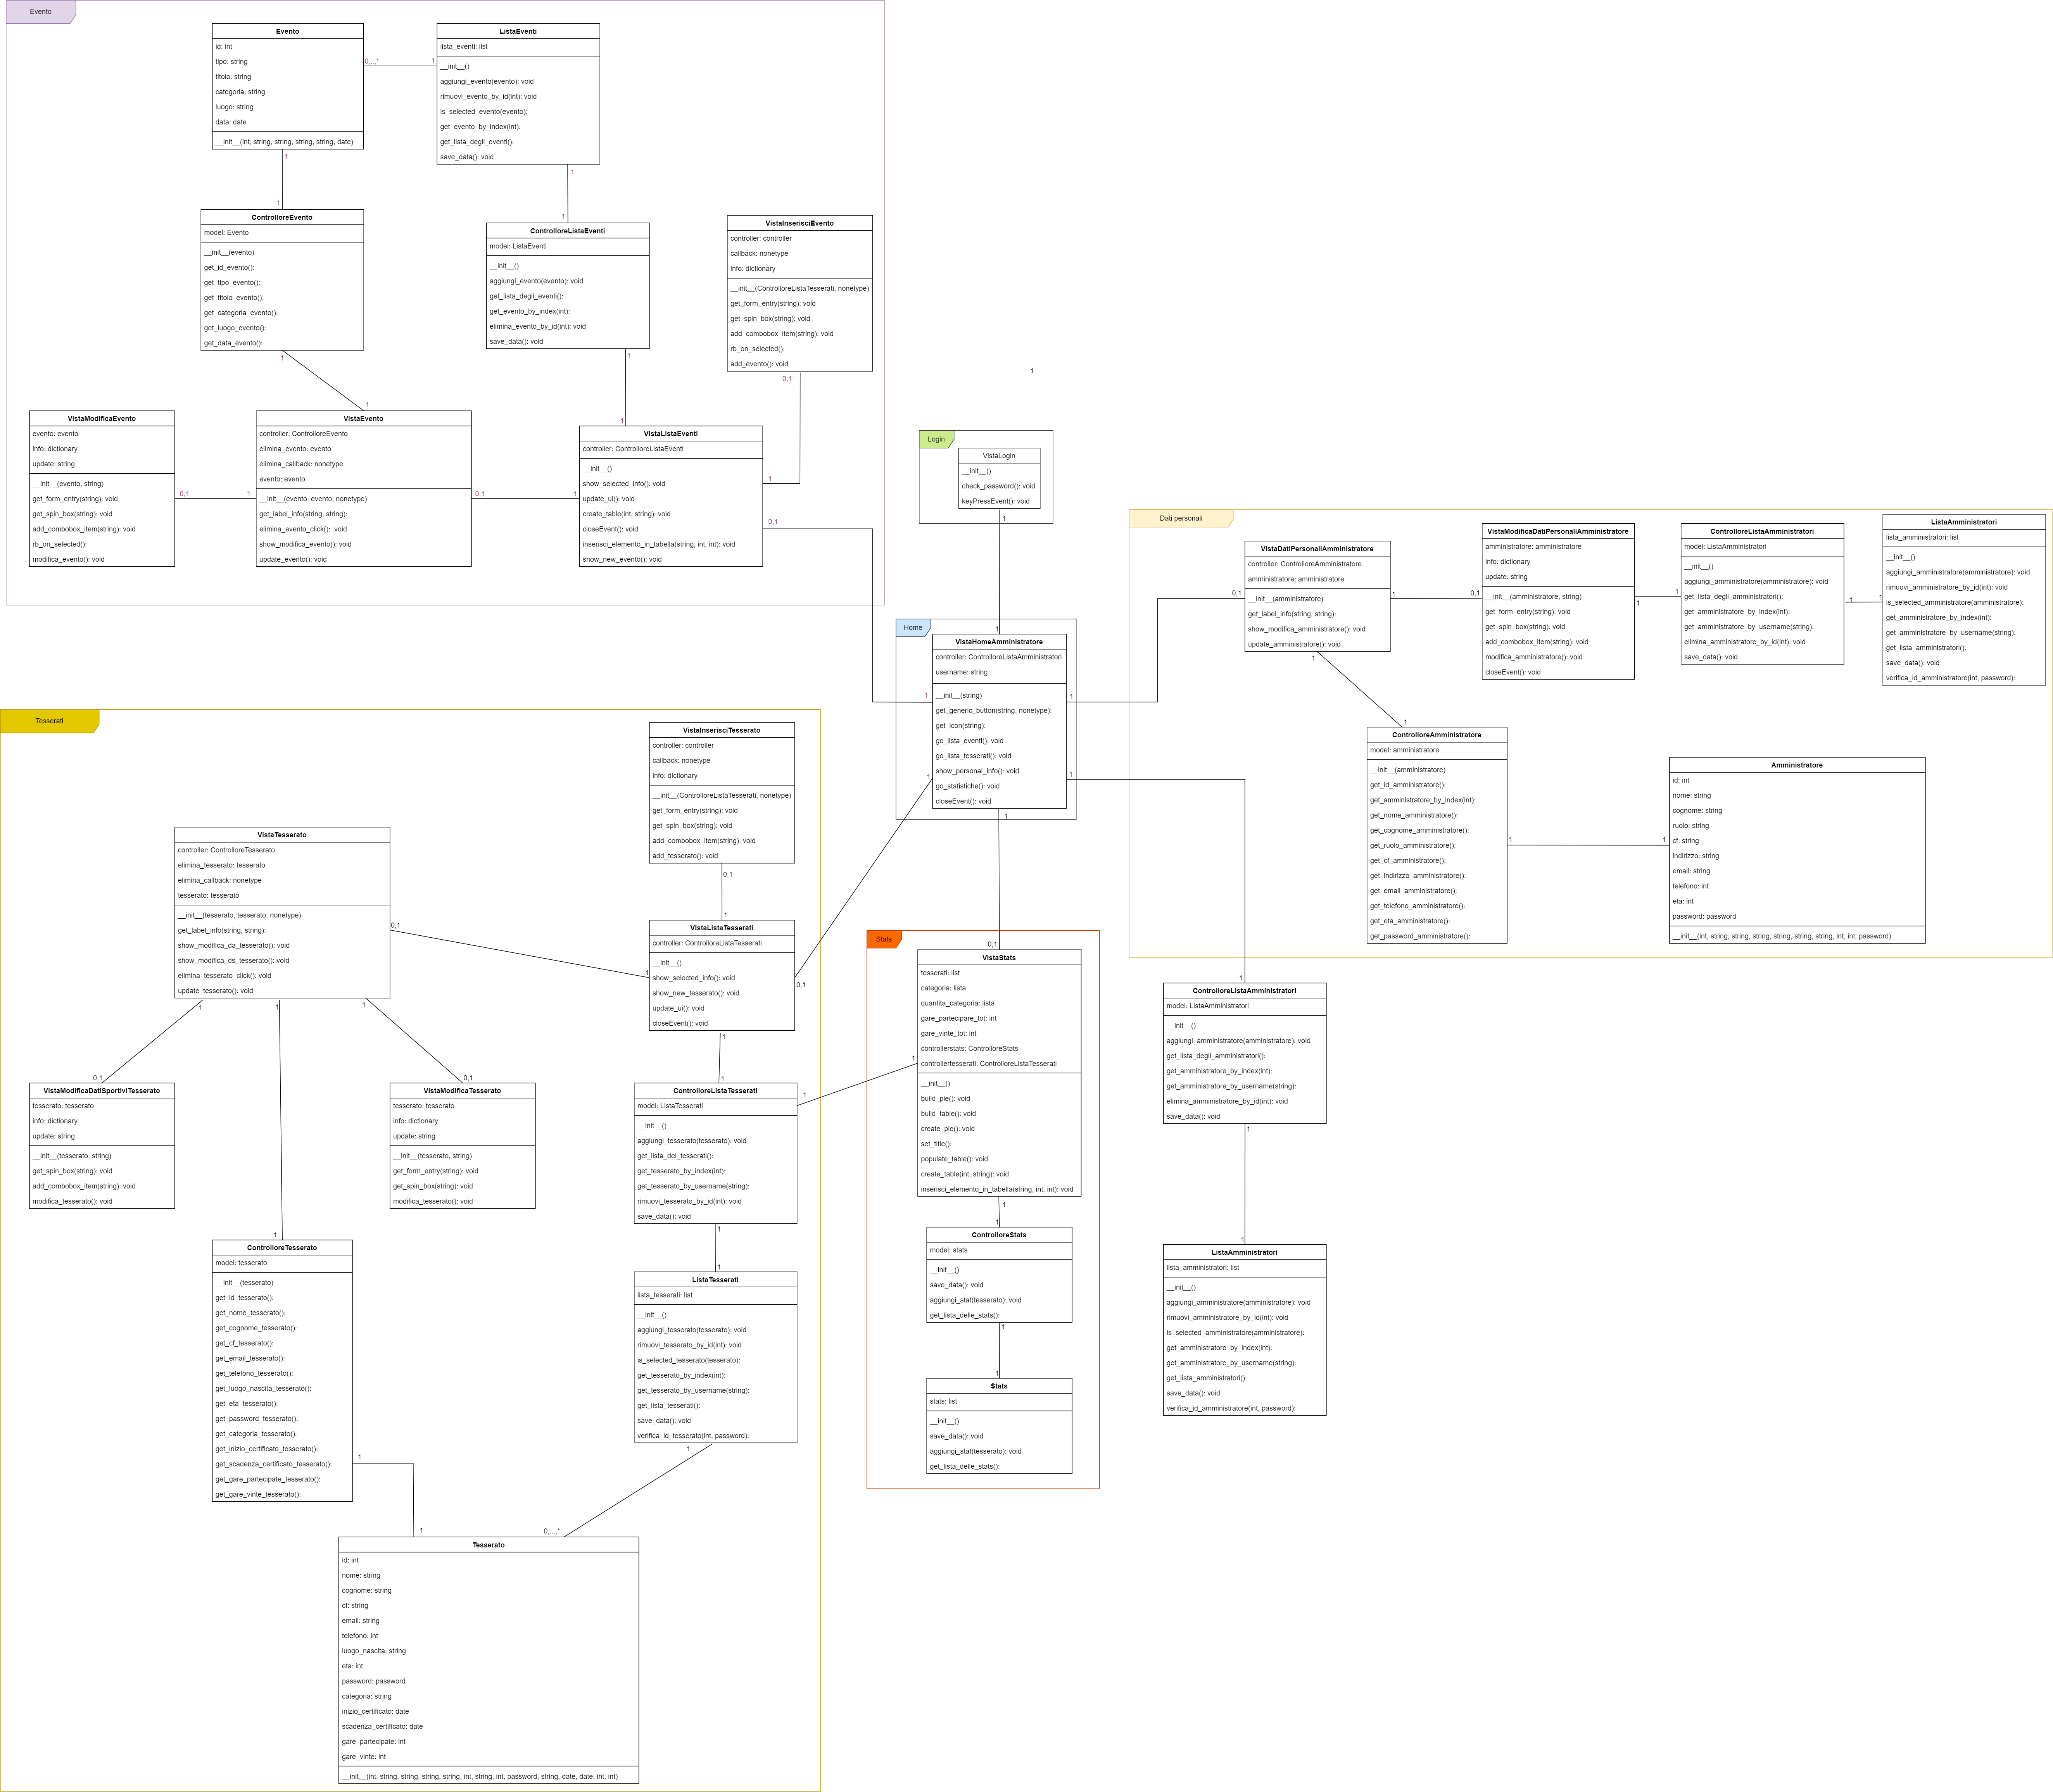 Evento
Evento
id: int
tipo: string
titolo: string
categoria: string
luogo: string
data: date
__init__(int, string, string, string, string, date)
0,..,*
1
ListaEventi
lista_eventi: list
__init__()
aggiungi_evento(evento): void
rimuovi_evento_by_id(int): void
is_selected_evento(evento):
get_evento_by_index(int):
get_lista_degli_eventi():
save_data(): void
1
1
1
1
ControlloreEvento
model: Evento
__init__(evento)
get_id_evento():
get_tipo_evento():
get_titolo_evento():
get_categoria_evento():
get_luogo_evento():
get_data_evento():
ControlloreListaEventi
model: ListaEventi
__init__()
aggiungi_evento(evento): void
get_lista_degli_eventi():
get_evento_by_index(int):
elimina_evento_by_id(int): void
save_data(): void
VistaInserisciEvento
controller: controller
callback: nonetype
info: dictionary
__init__(ControlloreListaTesserati, nonetype)
get_form_entry(string): void
get_spin_box(string): void
add_combobox_item(string): void
rb_on_selected():
add_evento(): void
1
1
1
1
0,1
1
VistaModificaEvento
evento: evento
info: dictionary
update: string
__init__(evento, string)
get_form_entry(string): void
get_spin_box(string): void
add_combobox_item(string): void
rb_on_selected():
modifica_evento(): void
0,1
1
VistaEvento
controller: ControlloreEvento
elimina_evento: evento
elimina_callback: nonetype
evento: evento
__init__(evento, evento, nonetype)
get_label_info(string, string):
elimina_evento_click():  void
show_modifica_evento(): void
update_evento(): void
0,1
1
VIstaListaEventi
controller: ControlloreListaEventi
__init__()
show_selected_info(): void
update_ui(): void
create_table(int, string): void
closeEvent(): void
inserisci_elemento_in_tabella(string, int, int): void
show_new_evento(): void
1
0,1
Login
VistaLogin
__init__()
check_password(): void
keyPressEvent(): void
1
1
Home
VistaHomeAmministratore
controller: ControlloreListaAmministratori
username: string
__init__(string)
get_generic_button(string, nonetype):
get_icon(string):
go_lista_eventi(): void
go_lista_tesserati(): void
show_personal_info(): void
go_statistiche(): void
closeEvent(): void
1
1
1
1
1
Dati personali
0,1
VistaDatiPersonaliAmministratore
controller: ControlloreAmministratore
amministratore: amministratore
__init__(amministratore)
get_label_info(string, string):
show_modifica_amministratore(): void
update_amministratore(): void
1
0,1
VistaModificaDatiPersonaliAmministratore
amministratore: amministratore
info: dictionary
update: string
__init__(amministratore, string)
get_form_entry(string): void
get_spin_box(string): void
add_combobox_item(string): void
modifica_amministratore(): void
closeEvent(): void
1
1
ControlloreListaAmministratori
model: ListaAmministratori
__init__()
aggiungi_amministratore(amministratore): void
get_lista_degli_amministratori():
get_amministratore_by_index(int):
get_amministratore_by_username(string):
elimina_amministratore_by_id(int): void
save_data(): void
1
1
ListaAmministratori
lista_amministratori: list
__init__()
aggiungi_amministratore(amministratore): void
rimuovi_amministratore_by_id(int): void
is_selected_amministratore(amministratore):
get_amministratore_by_index(int):
get_amministratore_by_username(string):
get_lista_amministratori():
save_data(): void
verifica_id_amministratore(int, password):
1
1
ControlloreAmministratore
model: amministratore
__init__(amministratore)
get_id_amministratore():
get_amministratore_by_index(int):
get_nome_amministratore():
get_cognome_amministratore():
get_ruolo_amministratore():
get_cf_amministratore():
get_indirizzo_amministratore():
get_email_amministratore():
get_telefono_amministratore():
get_eta_amministratore():
get_password_amministratore():
1
1
Amministratore
id: int
nome: string
cognome: string
ruolo: string
cf: string
indirizzo: string
email: string
telefono: int
eta: int
password: password
__init__(int, string, string, string, string, string, string, int, int, password)
Tesserati
VistaInserisciTesserato
controller: controller
callback: nonetype
info: dictionary
__init__(ControlloreListaTesserati, nonetype)
get_form_entry(string): void
get_spin_box(string): void
add_combobox_item(string): void
add_tesserato(): void
0,1
1
VistaTesserato
controller: ControlloreTesserato
elimina_tesserato: tesserato
elimina_callback: nonetype
tesserato: tesserato
__init__(tesserato, tesserato, nonetype)
get_label_info(string, string):
show_modifica_da_tesserato(): void
show_modifica_ds_tesserato(): void
elimina_tesserato_click(): void
update_tesserato(): void
0,1
1
VIstaListaTesserati
controller: ControlloreListaTesserati
__init__()
show_selected_info(): void
show_new_tesserato(): void
update_ui(): void
closeEvent(): void
0,1
1
1
1
1
1
0,1
0,1
VistaModificaDatiSportiviTesserato
tesserato: tesserato
info: dictionary
update: string
__init__(tesserato, string)
get_spin_box(string): void
add_combobox_item(string): void
modifica_tesserato(): void
VistaModificaTesserato
tesserato: tesserato
info: dictionary
update: string
__init__(tesserato, string)
get_form_entry(string): void
get_spin_box(string): void
modifica_tesserato(): void
ControlloreListaTesserati
model: ListaTesserati
__init__()
aggiungi_tesserato(tesserato): void
get_lista_dei_tesserati():
get_tesserato_by_index(int):
get_tesserato_by_username(string):
rimuovi_tesserato_by_id(int): void
save_data(): void
1
1
1
1
1
ControlloreTesserato
model: tesserato
__init__(tesserato)
get_id_tesserato():
get_nome_tesserato():
get_cognome_tesserato():
get_cf_tesserato():
get_email_tesserato():
get_telefono_tesserato():
get_luogo_nascita_tesserato():
get_eta_tesserato():
get_password_tesserato():
get_categoria_tesserato():
get_inizio_certificato_tesserato():
get_scadenza_certificato_tesserato():
get_gare_partecipate_tesserato():
get_gare_vinte_tesserato():
1
1
ListaTesserati
lista_tesserati: list
__init__()
aggiungi_tesserato(tesserato): void
rimuovi_tesserato_by_id(int): void
is_selected_tesserato(tesserato):
get_tesserato_by_index(int):
get_tesserato_by_username(string):
get_lista_tesserati():
save_data(): void
verifica_id_tesserato(int, password):
1
0,...,*
Tesserato
id: int
nome: string
cognome: string
cf: string
email: string
telefono: int
luogo_nascita: string
eta: int
password: password
categoria: string
inizio_certificato: date
scadenza_certificato: date
gare_partecipate: int
gare_vinte: int
__init__(int, string, string, string, string, int, string, int, password, string, date, date, int, int)
Stats
0,1
VistaStats
tesserati: list
categoria: lista
quantita_categoria: lista
gare_partecipare_tot: int
gare_vinte_tot: int
controllerstats: ControlloreStats
controllertesserati: ControlloreListaTesserati
__init__()
build_pie(): void
build_table(): void
create_pie(): void
set_title():
populate_table(): void
create_table(int, string): void
inserisci_elemento_in_tabella(string, int, int): void
1
1
ControlloreStats
model: stats
__init__()
save_data(): void
aggiungi_stat(tesserato): void
get_lista_delle_stats():
1
1
Stats
stats: list
__init__()
save_data(): void
aggiungi_stat(tesserato): void
get_lista_delle_stats():
1
ControlloreListaAmministratori
model: ListaAmministratori
__init__()
aggiungi_amministratore(amministratore): void
get_lista_degli_amministratori():
get_amministratore_by_index(int):
get_amministratore_by_username(string):
elimina_amministratore_by_id(int): void
save_data(): void
1
1
ListaAmministratori
lista_amministratori: list
__init__()
aggiungi_amministratore(amministratore): void
rimuovi_amministratore_by_id(int): void
is_selected_amministratore(amministratore):
get_amministratore_by_index(int):
get_amministratore_by_username(string):
get_lista_amministratori():
save_data(): void
verifica_id_amministratore(int, password):